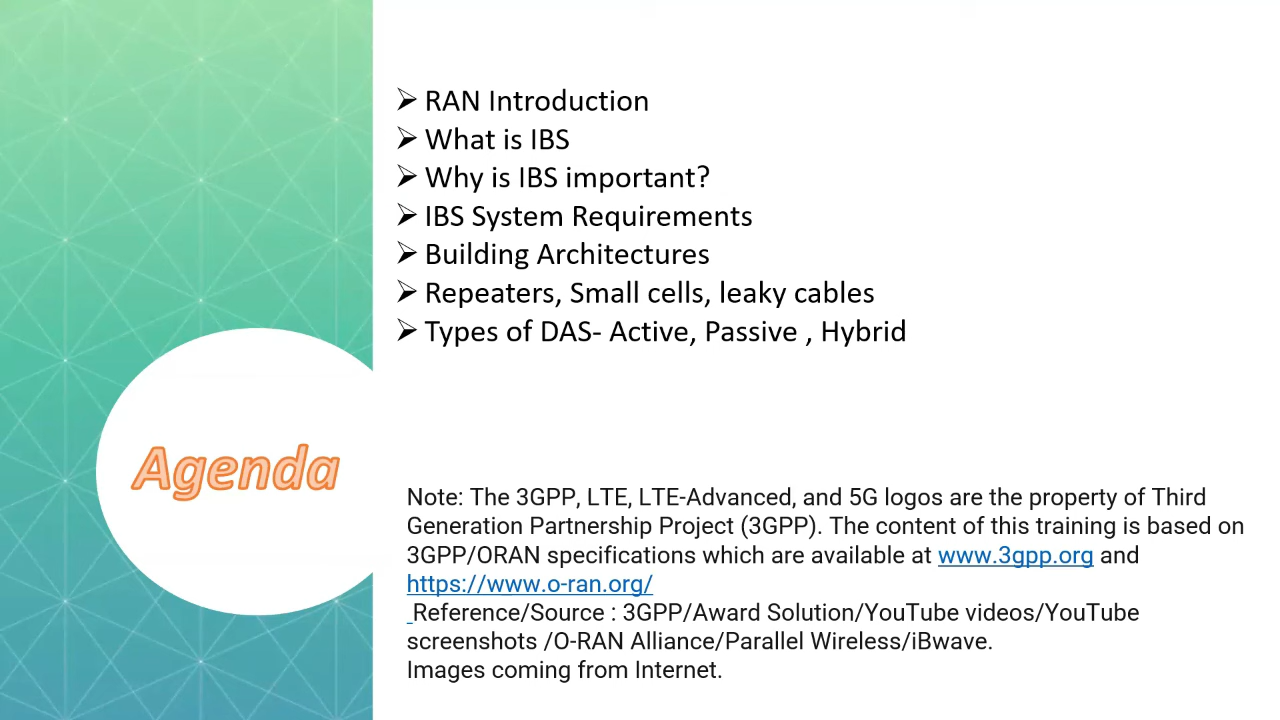 ➢ RAN Introduction
➢ What is IBS
➢ Why is IBS important?
➢ IBS System Requirements
➢ Building Architectures
➢ Repeaters, Small cells, leaky cables
➢ Types of DAS- Active, Passive , Hybrid
Agenda
Note: The 3GPP, LTE, LTE-Advanced, and 5G logos are the property of Third
Generation Partnership Project (3GPP). The content of this training is based on
3GPP/ORAN specifications which are available at www.3gpp.org and
https://www.o-ran.org/
Reference/Source : 3GPP/Award Solution/YouTube videos/YouTube
screenshots /O-RAN Alliance/Parallel Wireless/iBwave.
Images coming from Internet.